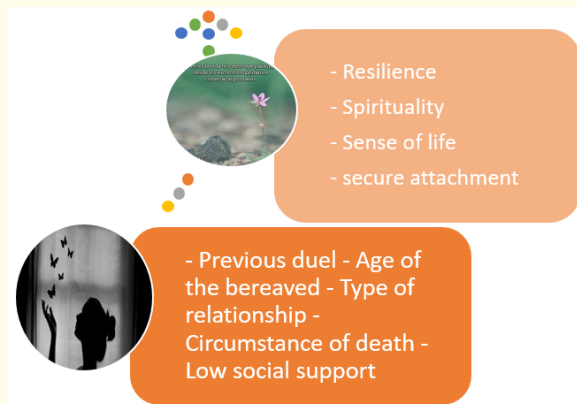 - Resilience
- Spirituality
- Sense of life
- secure attachment
- Previous duel - Age of
the bereaved - Type of
relationship -
Circumstance of death -
Low social support